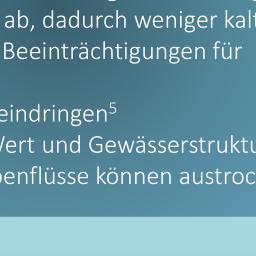 ab, dadurch weniger kalt
Beeinträchtigungen für
eindringen⁵
Wert und Gewässerstruktu
benflüsse können austroc